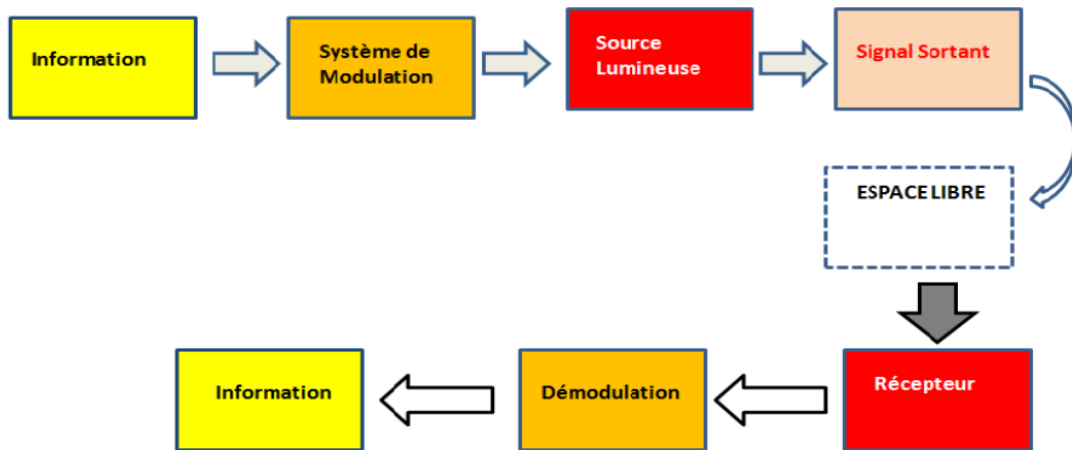 Information
Système de
Modulation
Source
Lumineuse
Signal Sortant
ESPACE LIBRE
Récepteur
Démodulation
Information